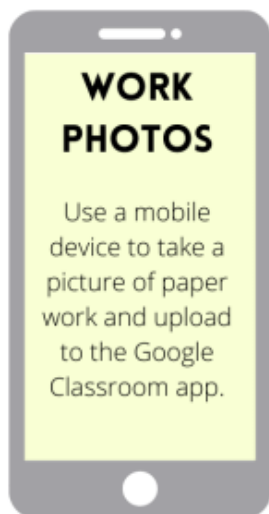 WORK
PHOTOS
Use a mobile
device to take a
picture of paper
work and upload
to the Google
Classroom app.